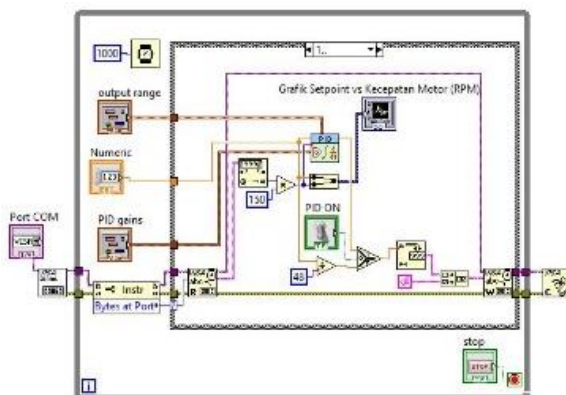 1000
1..
output range
Grafik Setpoint vs Kecepatan Motor (RPM)
PID
Numeric
123
150
PID ON
PID gains
Port COM
48
Instr
Bytes at Port
stop
STOP
i